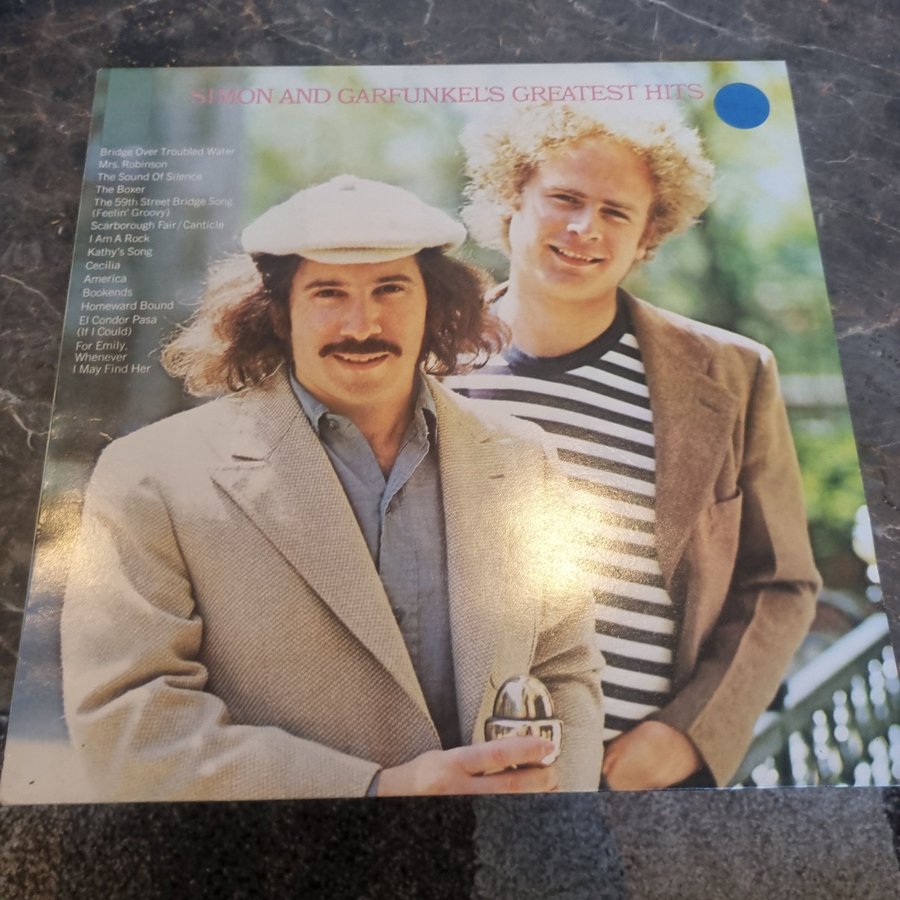 SIMON AND GARFUNKEL'S GREATEST HITS
Bridge Over Troubled Water
Mrs. Robinson
The Sound Of Silence
The Boxer
The 59th Street Bridge Song
(Feelin' Groovy)
Scarborough Fair/Canticle
I Am A Rock
Kathy's Song
Cecilia
America
Bookends
Homeward Bound
El Condor Pasa
(If I Could)
For Emily,
Whenever
I May Find Her